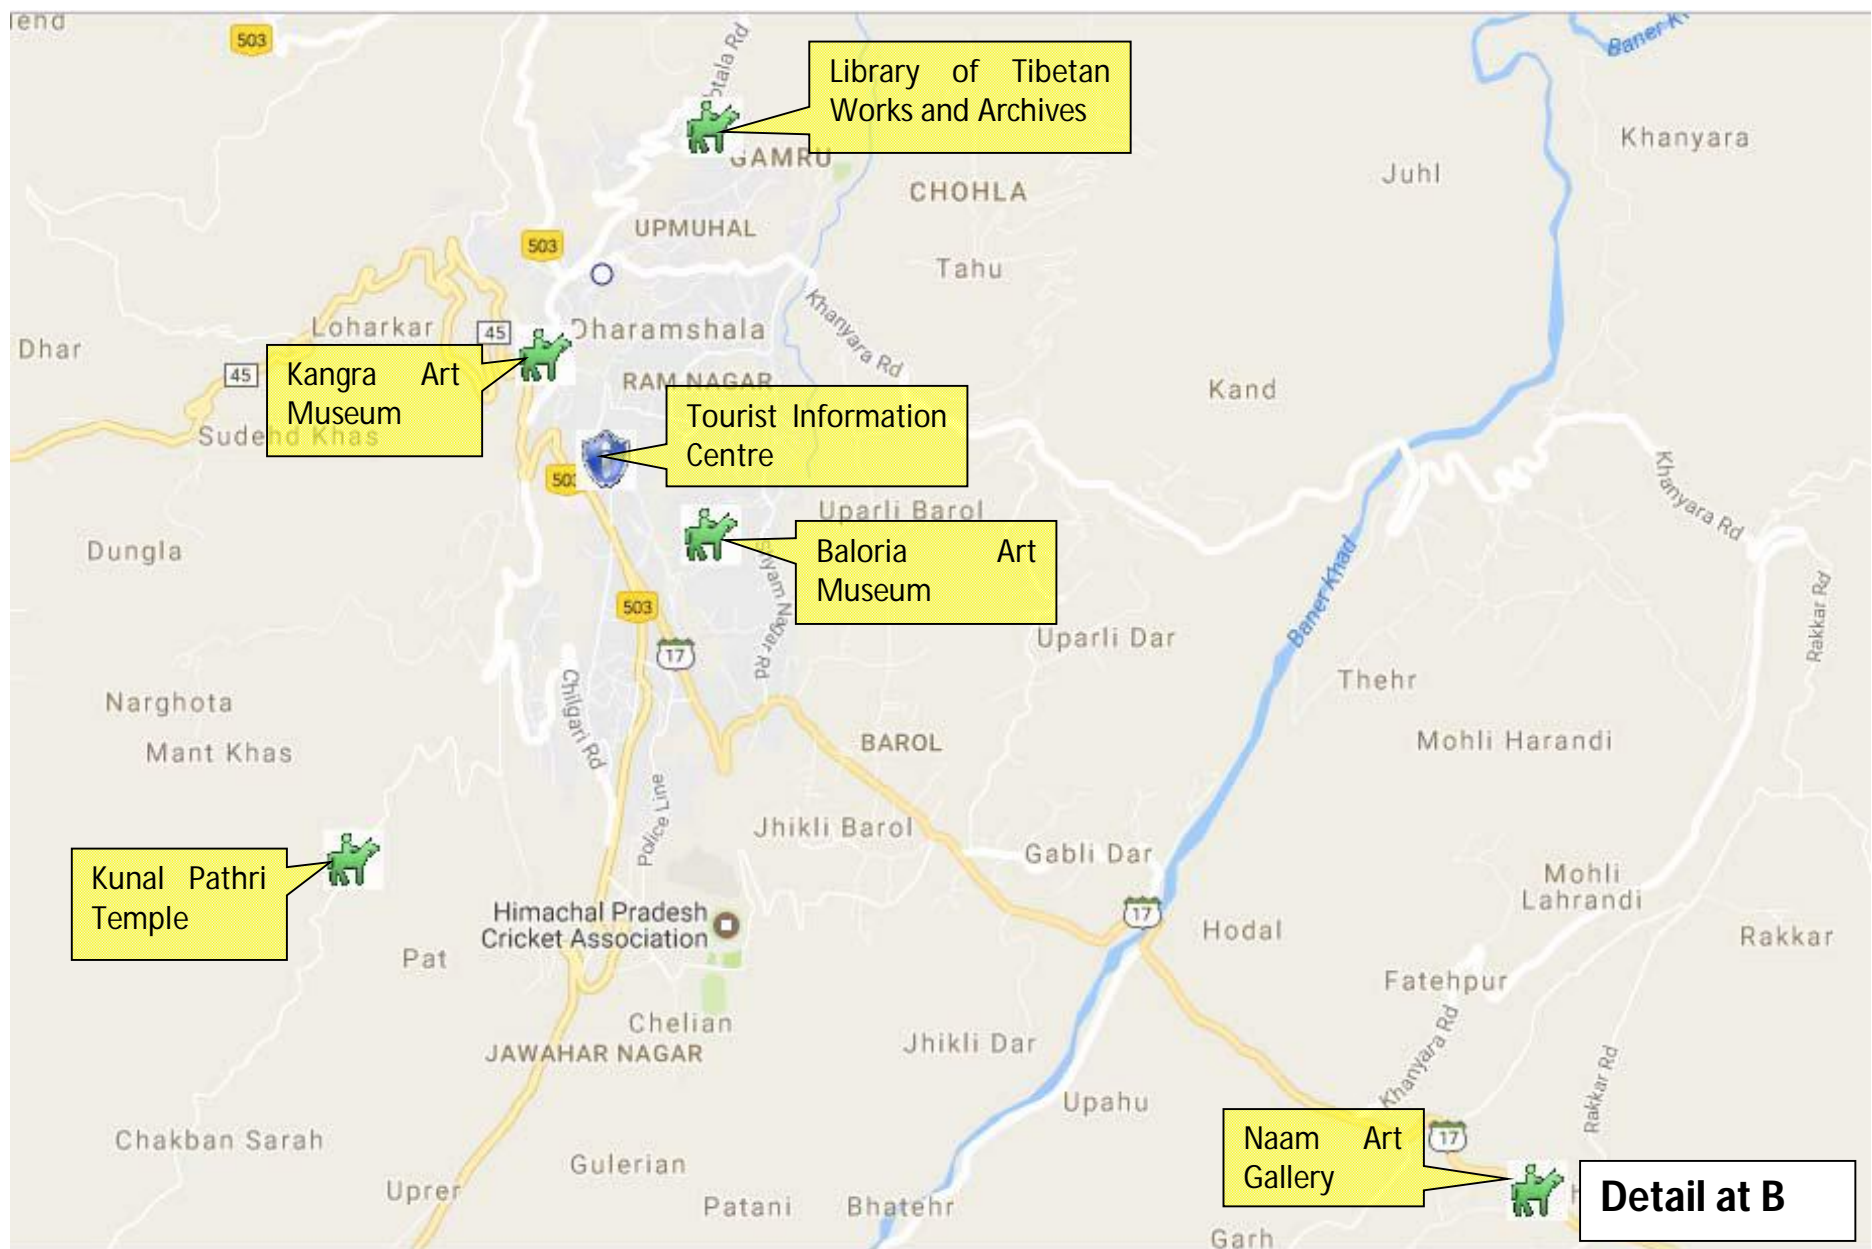 503
Library of Tibetan
Works and Archives
GAMRU
CHOHLA
Juhl
Khanyara
UPMUHAL
503
Tahu
Khanyara Rd
Loharkar
45
Dharamshala
Dhar
45
Kangra Art
Museum
RAM NAGAR
Kand
Tourist Information
Centre
Sudehd Khas
503
Khanyara Rd
Uparli Barol
Baloria Art
Museum
Dungla
Baner Khad
503
17
Uparli Dar
Rakkar Rd
Thehr
Narghota
Mant Khas
Chilgari Rd
BAROL
Mohli Harandi
Police Line
Jhikli Barol
Gabli Dar
Kunal Pathri
Temple
Mohli
Lahrandi
Himachal Pradesh
Cricket Association
17
Hodal
Rakkar
Pat
Fatehpur
Chelian
JAWAHAR NAGAR
Jhikli Dar
Khanyara Rd
Rakkar Rd
Upahu
Chakban Sarah
Naam Art
Gallery
17
Gulerian
Uprer
Patani
Bhatehr
Detail at B
Garh